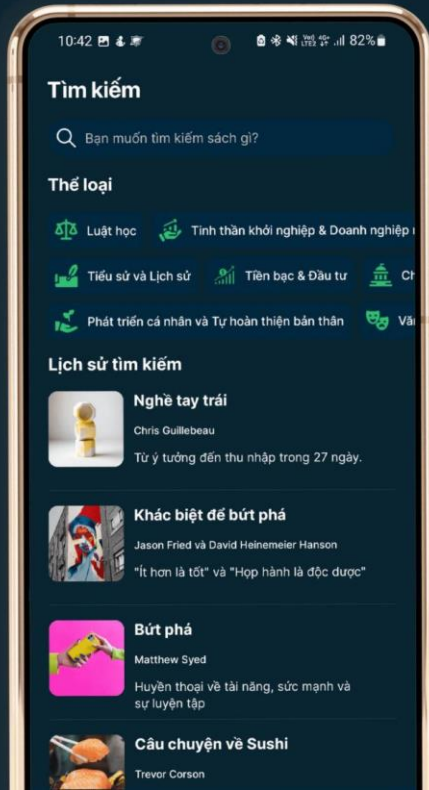 10:42 82%
Tìm kiếm
Bạn muốn tìm kiếm sách gì?
Thể loại
Luật học Tinh thần khởi nghiệp & Doanh nghiệp
Tiểu sử và Lịch sử Tiền bạc & Đầu tư Ch
Phát triển cá nhân và Tự hoàn thiện bản thân Vă
Lịch sử tìm kiếm
Nghề tay trái
Chris Guillebeau
Từ ý tưởng đến thu nhập trong 27 ngày.
Khác biệt để bứt phá
Jason Fried và David Heinemeier Hanson
"Ít hơn là tốt" và "Họp hành là độc dược"
Bứt phá
Matthew Syed
Huyền thoại về tài năng, sức mạnh và
sự luyện tập
Câu chuyện về Sushi
Trevor Corson